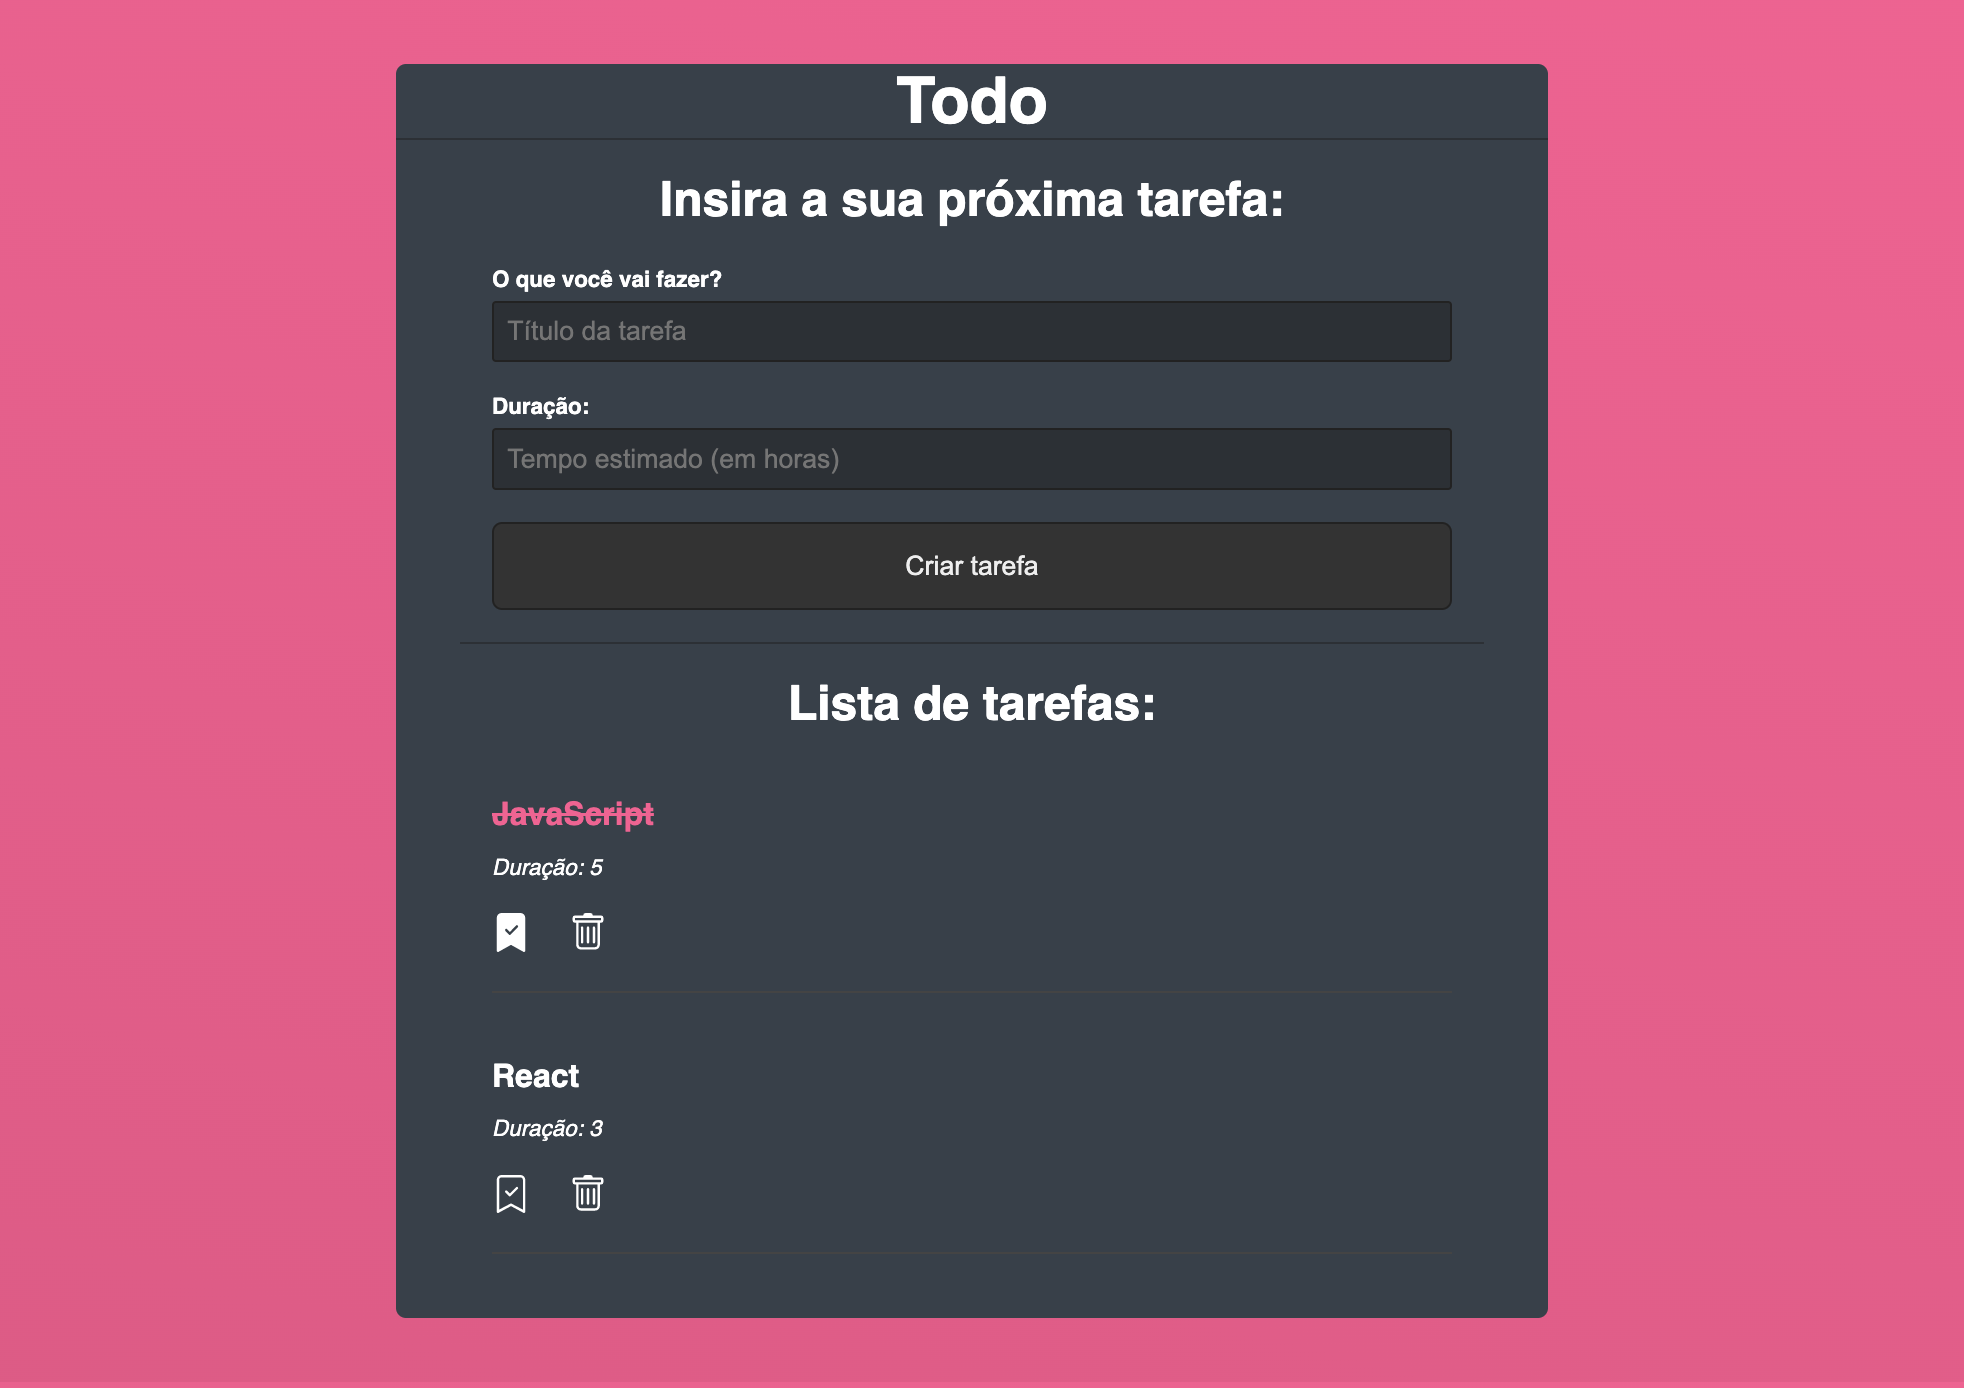 Todo
Insira a sua próxima tarefa:
O que você vai fazer?
Título da tarefa
Duração:
Tempo estimado (em horas)
Criar tarefa
Lista de tarefas:
JavaScript
Duração: 5
React
Duração: 3